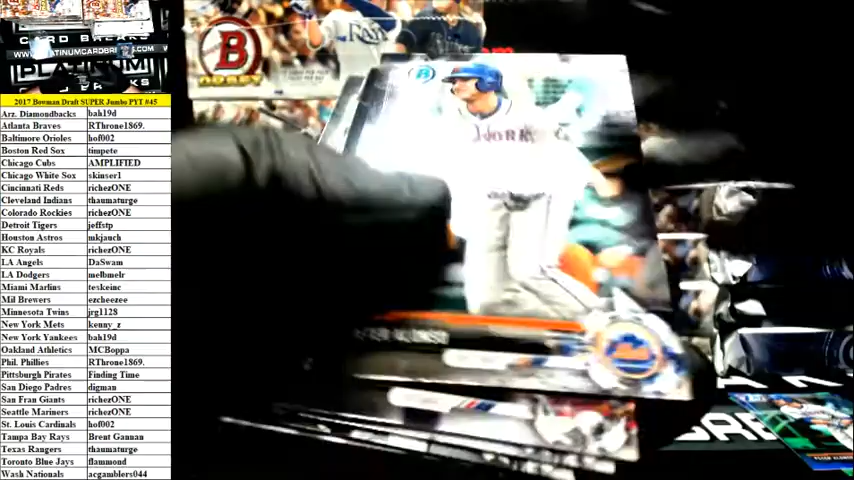 CARD BREAKS
WWW.PLATINUMCARDBREAKS.COM
PLATINUM
2017 Bowman Draft SUPER Jumbo PYT #45
Arz. Diamondbacks bah19d
Atlanta Braves RThrone1869.
Baltimore Orioles hof002
Boston Red Sox timpete
Chicago Cubs AMPLIFIED
Chicago White Sox skinser1
Cincinnati Reds richezONE
Cleveland Indians thaumaturge
Colorado Rockies richezONE
Detroit Tigers jeffstp
Houston Astros mkjauch
KC Royals richezONE
LA Angels DaSwam
LA Dodgers melbmelr
Miami Marlins teskeinc
Mil Brewers ezcheezee
Minnesota Twins jrg1128
New York Mets kenny_z
New York Yankees bah19d
Oakland Athletics MCBoppa
Phil. Phillies RThrone1869.
Pittsburgh Pirates Finding Time
San Diego Padres digman
San Fran Giants richezONE
Seattle Mariners richezONE
St. Louis Cardinals hof002
Tampa Bay Rays Brent Gannan
Texas Rangers thaumaturge
Toronto Blue Jays flammond
Wash Nationals acgamblers044
B
B
Mets
PETER ALONSO